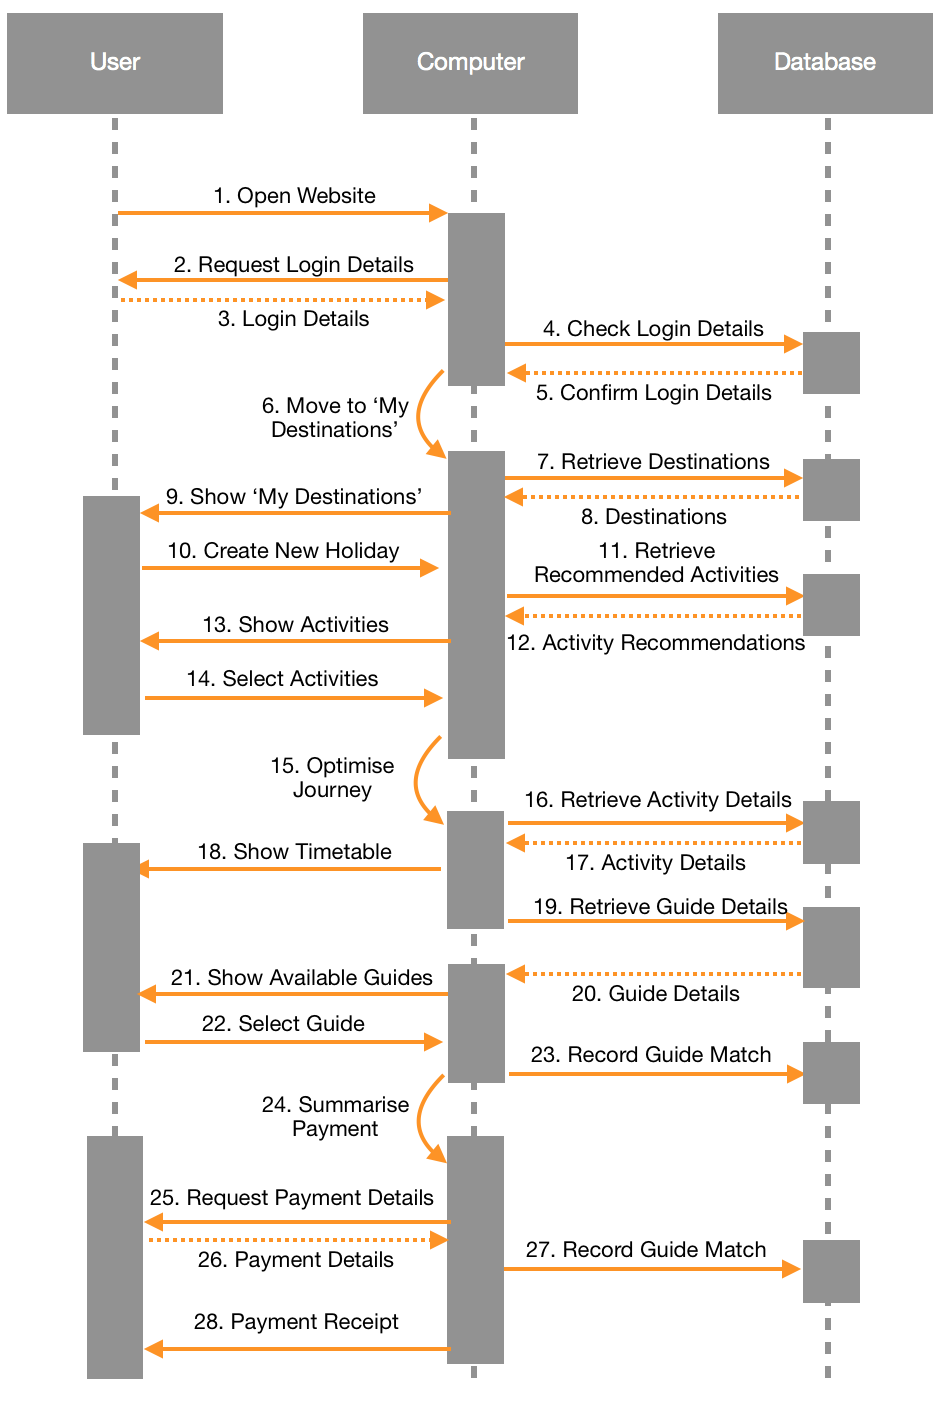 User
Computer
Database
1. Open Website
2. Request Login Details
3. Login Details
4. Check Login Details
5. Confirm Login Details
6. Move to ‘My
Destinations’
7. Retrieve Destinations
8. Destinations
9. Show ‘My Destinations’
10. Create New Holiday
11. Retrieve
Recommended Activities
12. Activity Recommendations
13. Show Activities
14. Select Activities
15. Optimise
Journey
16. Retrieve Activity Details
17. Activity Details
18. Show Timetable
19. Retrieve Guide Details
20. Guide Details
21. Show Available Guides
22. Select Guide
23. Record Guide Match
24. Summarise
Payment
25. Request Payment Details
26. Payment Details
27. Record Guide Match
28. Payment Receipt